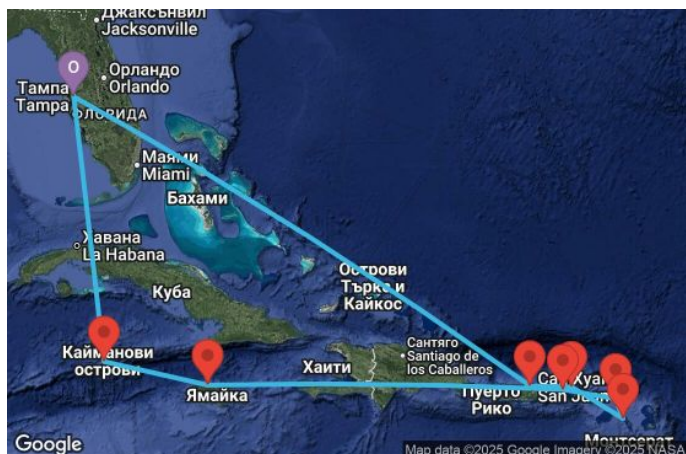 Джаксънвил
Jacksonville
O
Орландо
Orlando
Тампа
Tampa
ФЛОРИДА
Маями
Miami
Бахами
Хавана
La Habana
Куба
Острови
Търкс и
Кайкос
Кайманови
острови
Ямайка
Хаити
Сантяго
Santiago de
los Caballeros
Пуерто
Рико
San Juan
Монтсерат
Google
Map data ©2025 Google Imagery ©2025 NASA